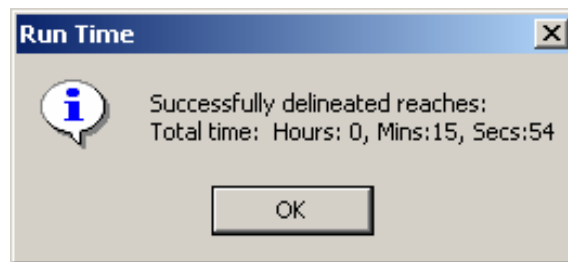 Run Time
Successfully delineated reaches:
Total time:  Hours: 0, Mins:15, Secs:54
OK